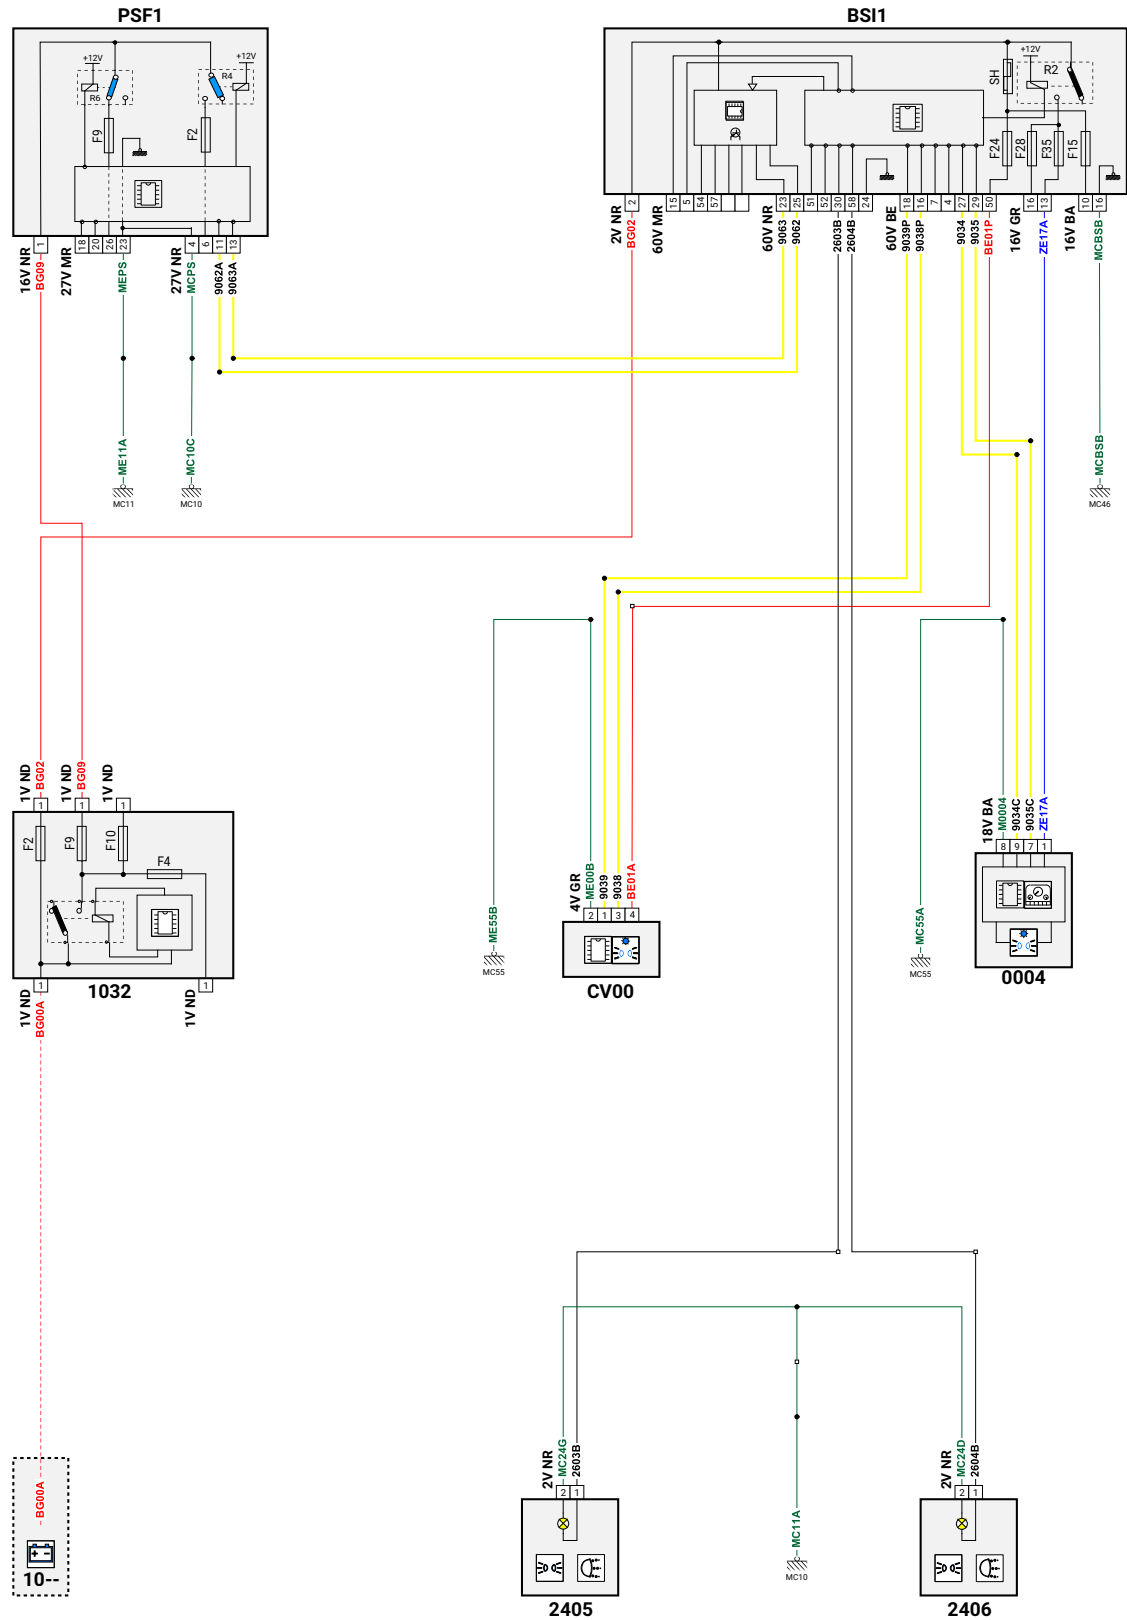 PSF1
BSI1
+12V
R6
R4
+12V
F9
F2
SH
+12V
R2
F24
F28
F35
F15
16V NR
1
BG09
27V MR
18
20
26
23
MEPS
27V NR
4
6
11
13
MCPS
9062A
9063A
2V NR
2
BG02
60V MR
15
5
54
57
60V NR
23
25
51
52
30
58
24
9063
9062
2603B
2604B
60V BE
18
16
7
4
27
29
50
9039P
9038P
9034
9035
BE01P
16V GR
16
13
ZE17A
16V BA
10
16
MCBSB
ME11A
MC11
MC10C
MC10
MCBSB
MC46
1V ND
BG02
1
1V ND
BG09
1
1V ND
1
F2
F9
F10
F4
1V ND
1
BG00A
1032
1V ND
1
ME55B
MC55
4V GR
ME00B
9039
9038
BE01A
2
1
3
4
CV00
MC55A
MC55
18V BA
M0004
9034C
9035C
ZE17A
8
9
7
1
0004
BG00A
10--
2V NR
MC24G
2603B
2
1
2405
MC11A
MC10
2V NR
MC24D
2604B
2
1
2406